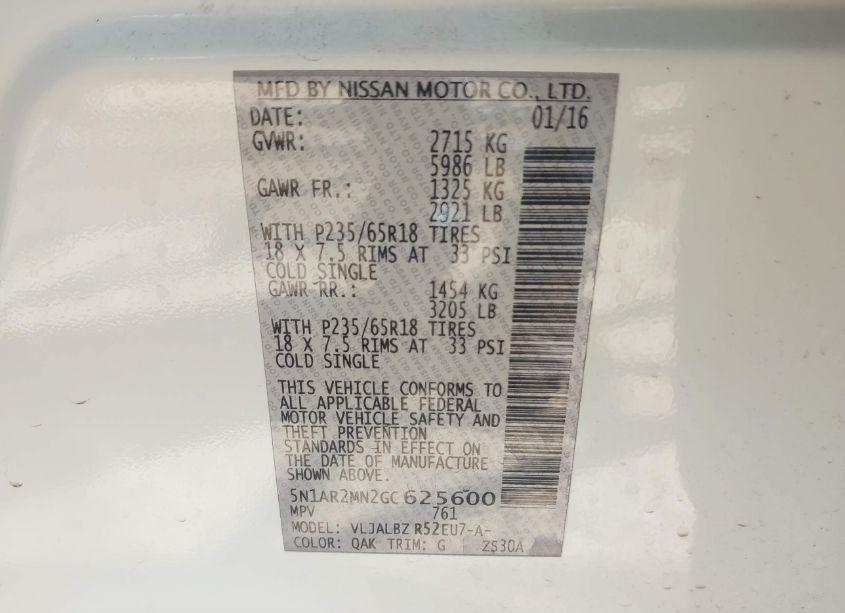 MFD BY NISSAN MOTOR CO., LTD.
DATE: 01/16
GVWR: 2715 KG
5986 LB
GAWR FR.: 1325 KG
2921 LB
WITH P235/65R18 TIRES
18 X 7.5 RIMS AT 33 PSI
COLD SINGLE
GAWR-RR.: 1454 KG
3205 LB
WITH P235/65R18 TIRES
18 X 7.5 RIMS AT 33 PSI
COLD SINGLE
THIS VEHICLE CONFORMS TO
ALL APPLICABLE FEDERAL
MOTOR VEHICLE SAFETY AND
THEFT PREVENTION
STANDARDS IN EFFECT ON
THE DATE OF MANUFACTURE
SHOWN ABOVE.
5N1AR2MN2GC625600
MPV 761
MODEL: VLJALBZ R52EU7-A-
COLOR: QAK TRIM: G ZS30A